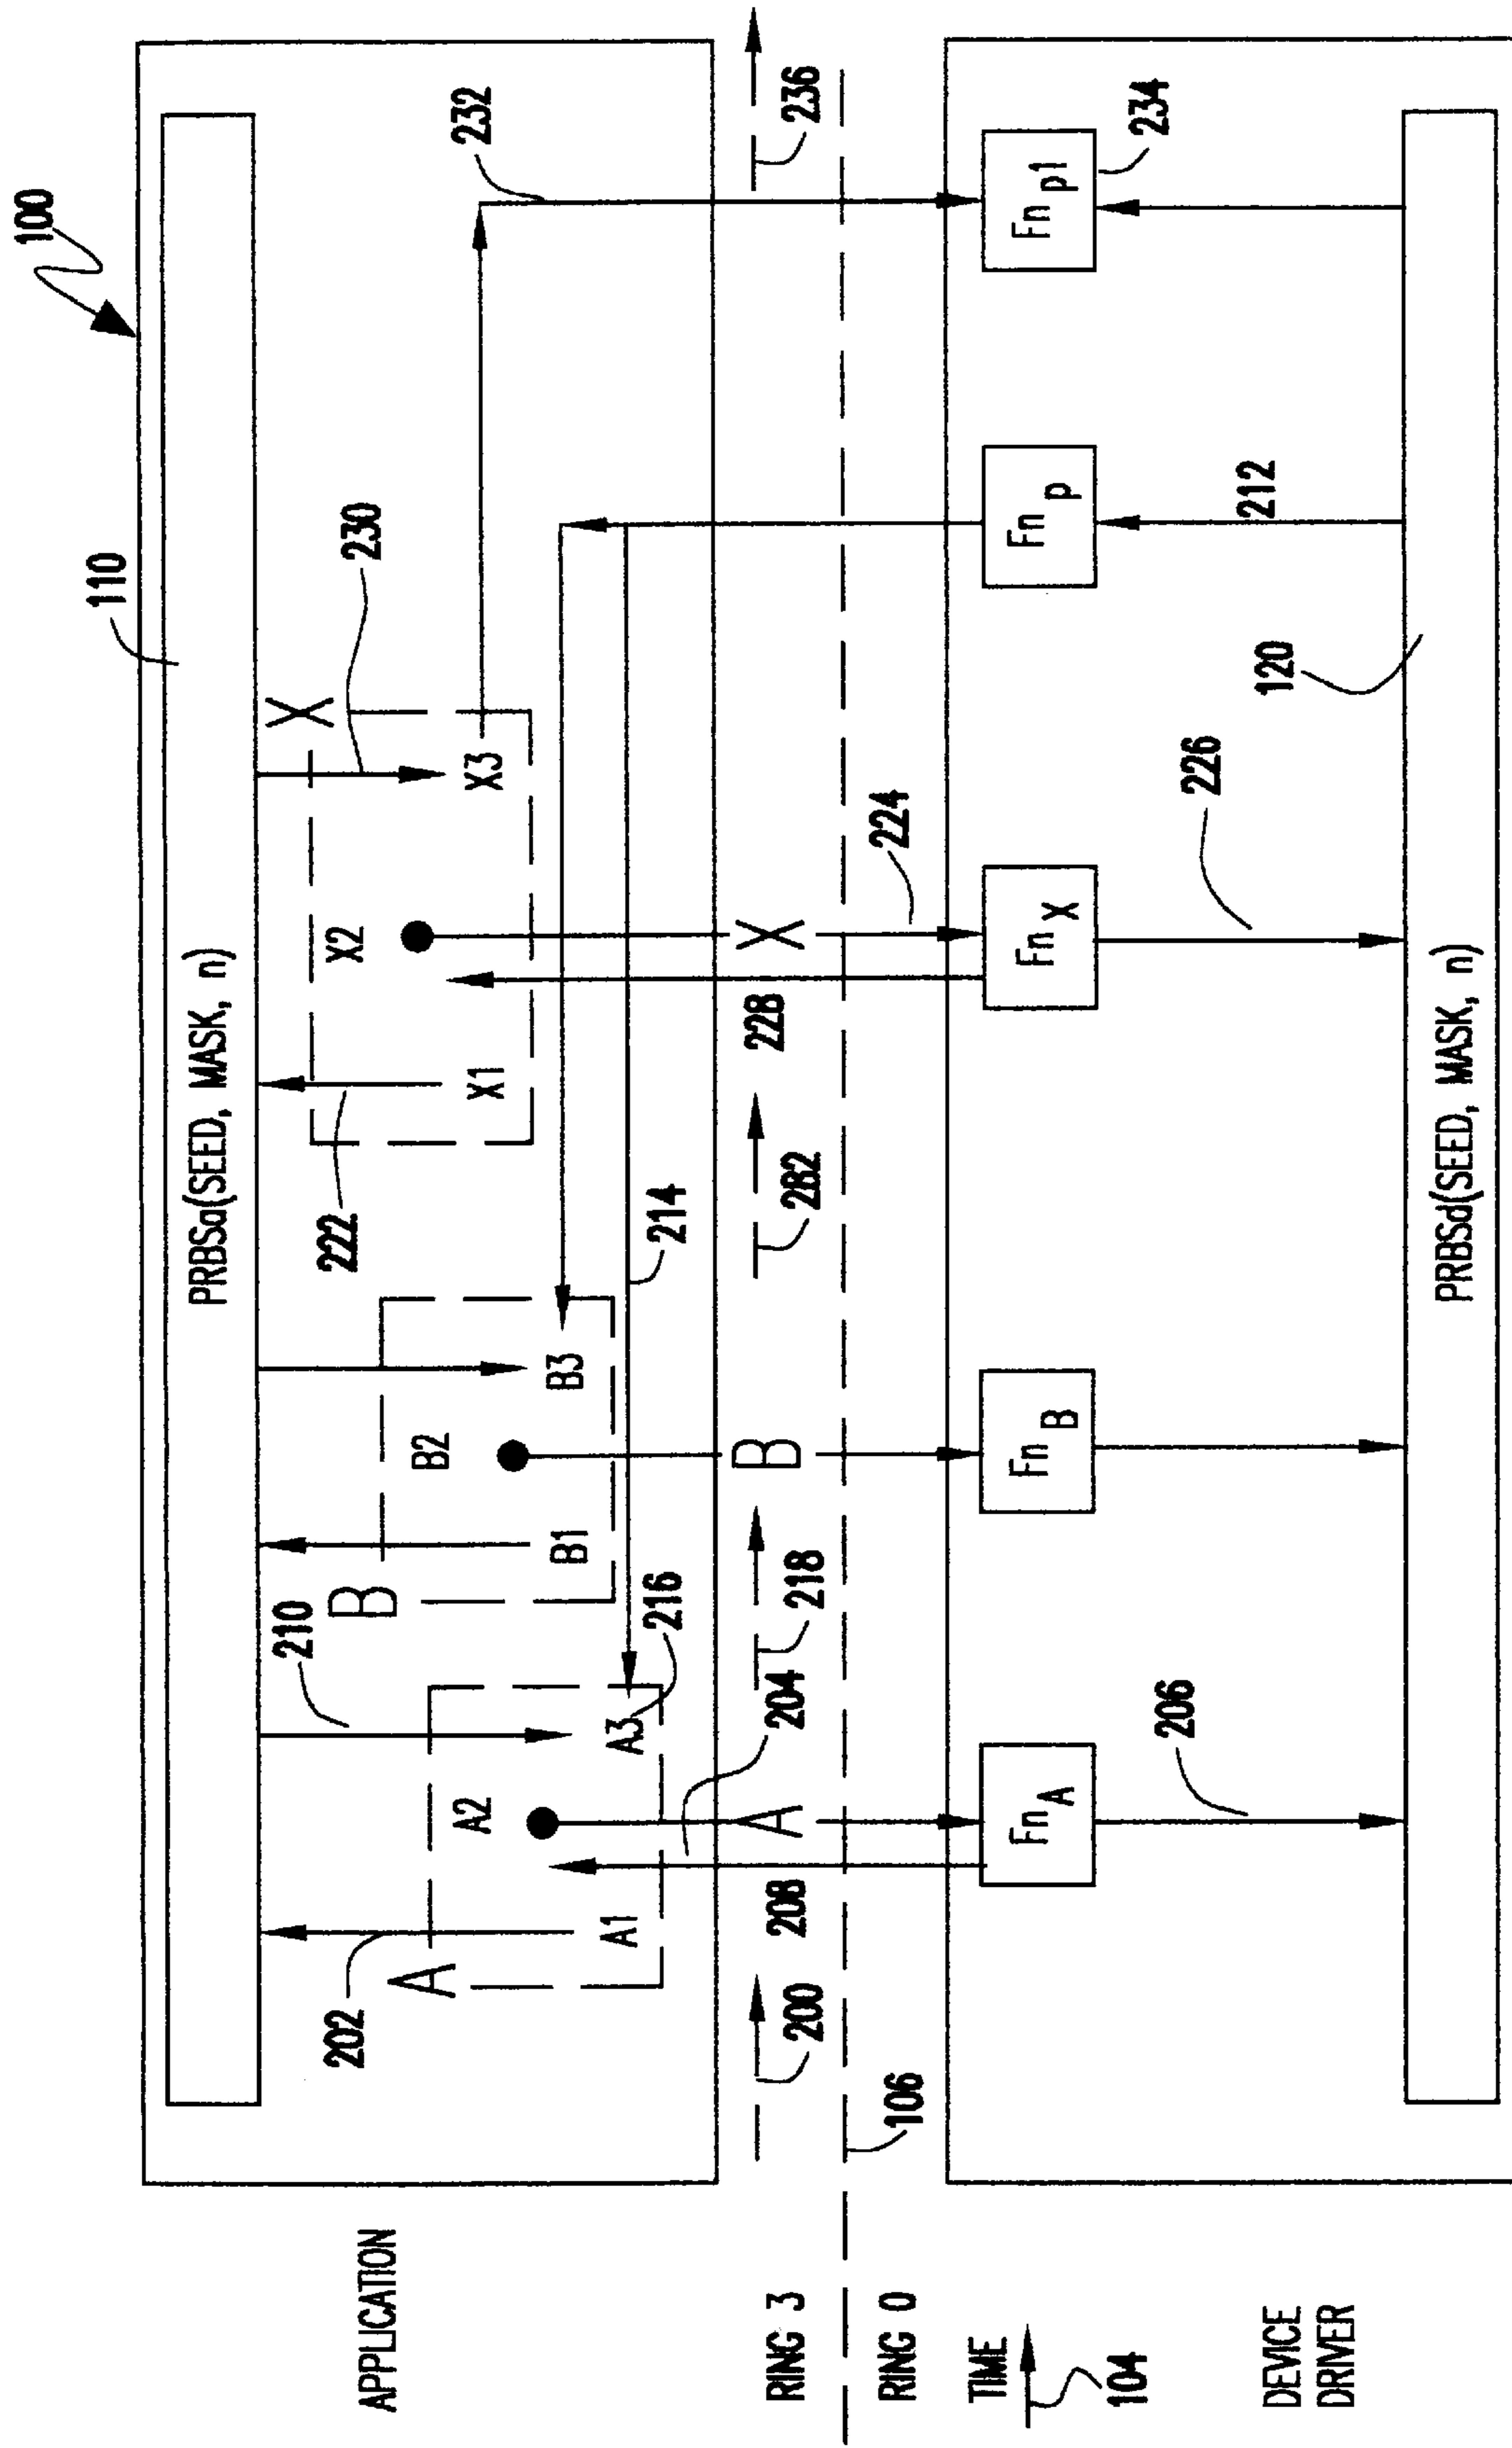 100
110
PRBSa(SEED, MASK, n)
202
210
222
230
232
A
A1
A2
A3
216
B
B1
B2
B3
X
X1
X2
X3
214
APPLICATION
200
208
A
204
218
B
282
228
X
224
236
RING 3
RING 0
106
TIME
104
Fn A
Fn B
Fn X
Fn p
Fn p1
234
206
226
212
120
DEVICE
DRIVER
PRBSd(SEED, MASK, n)